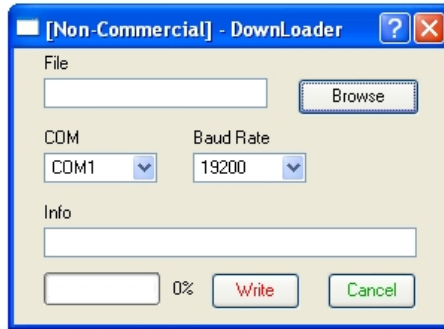 [Non-Commercial] - DownLoader
File
Browse
COM
Baud Rate
COM1
19200
Info
0%
Write
Cancel